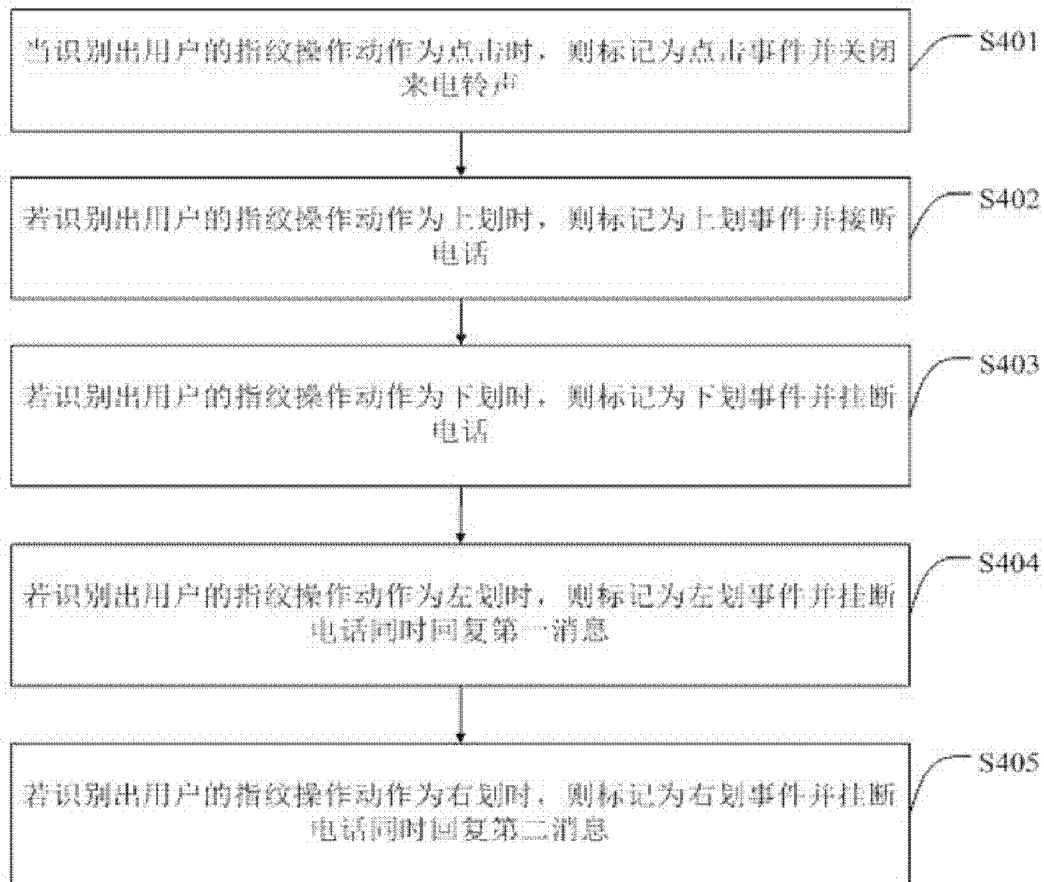 当识别出用户的指纹操作动作为点击时，则标记为点击事件并关闭
来电铃声
S401
若识别出用户的指纹操作动作为上划时，则标记为上划事件并接听
电话
S402
若识别出用户的指纹操作动作为下划时，则标记为下划事件并挂断
电话
S403
若识别出用户的指纹操作动作为左划时，则标记为左划事件并挂断
电话同时回复第一消息
S404
若识别出用户的指纹操作动作为右划时，则标记为右划事件并挂断
电话同时回复第二消息
S405